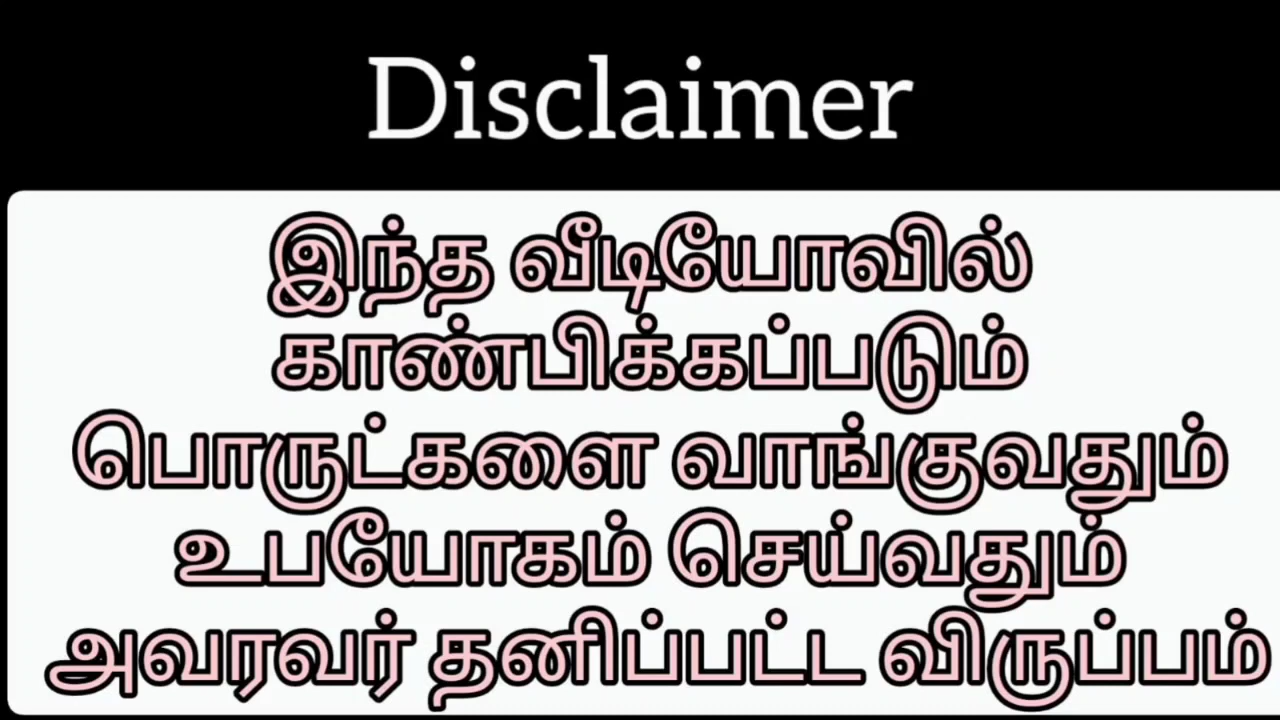 Disclaimer
இந்த வீடியோவில்
காண்பிக்கப்படும்
பொருட்களை வாங்குவதும்
உபயோகம் செய்வதும்
அவரவர் தனிப்பட்ட விருப்பம்